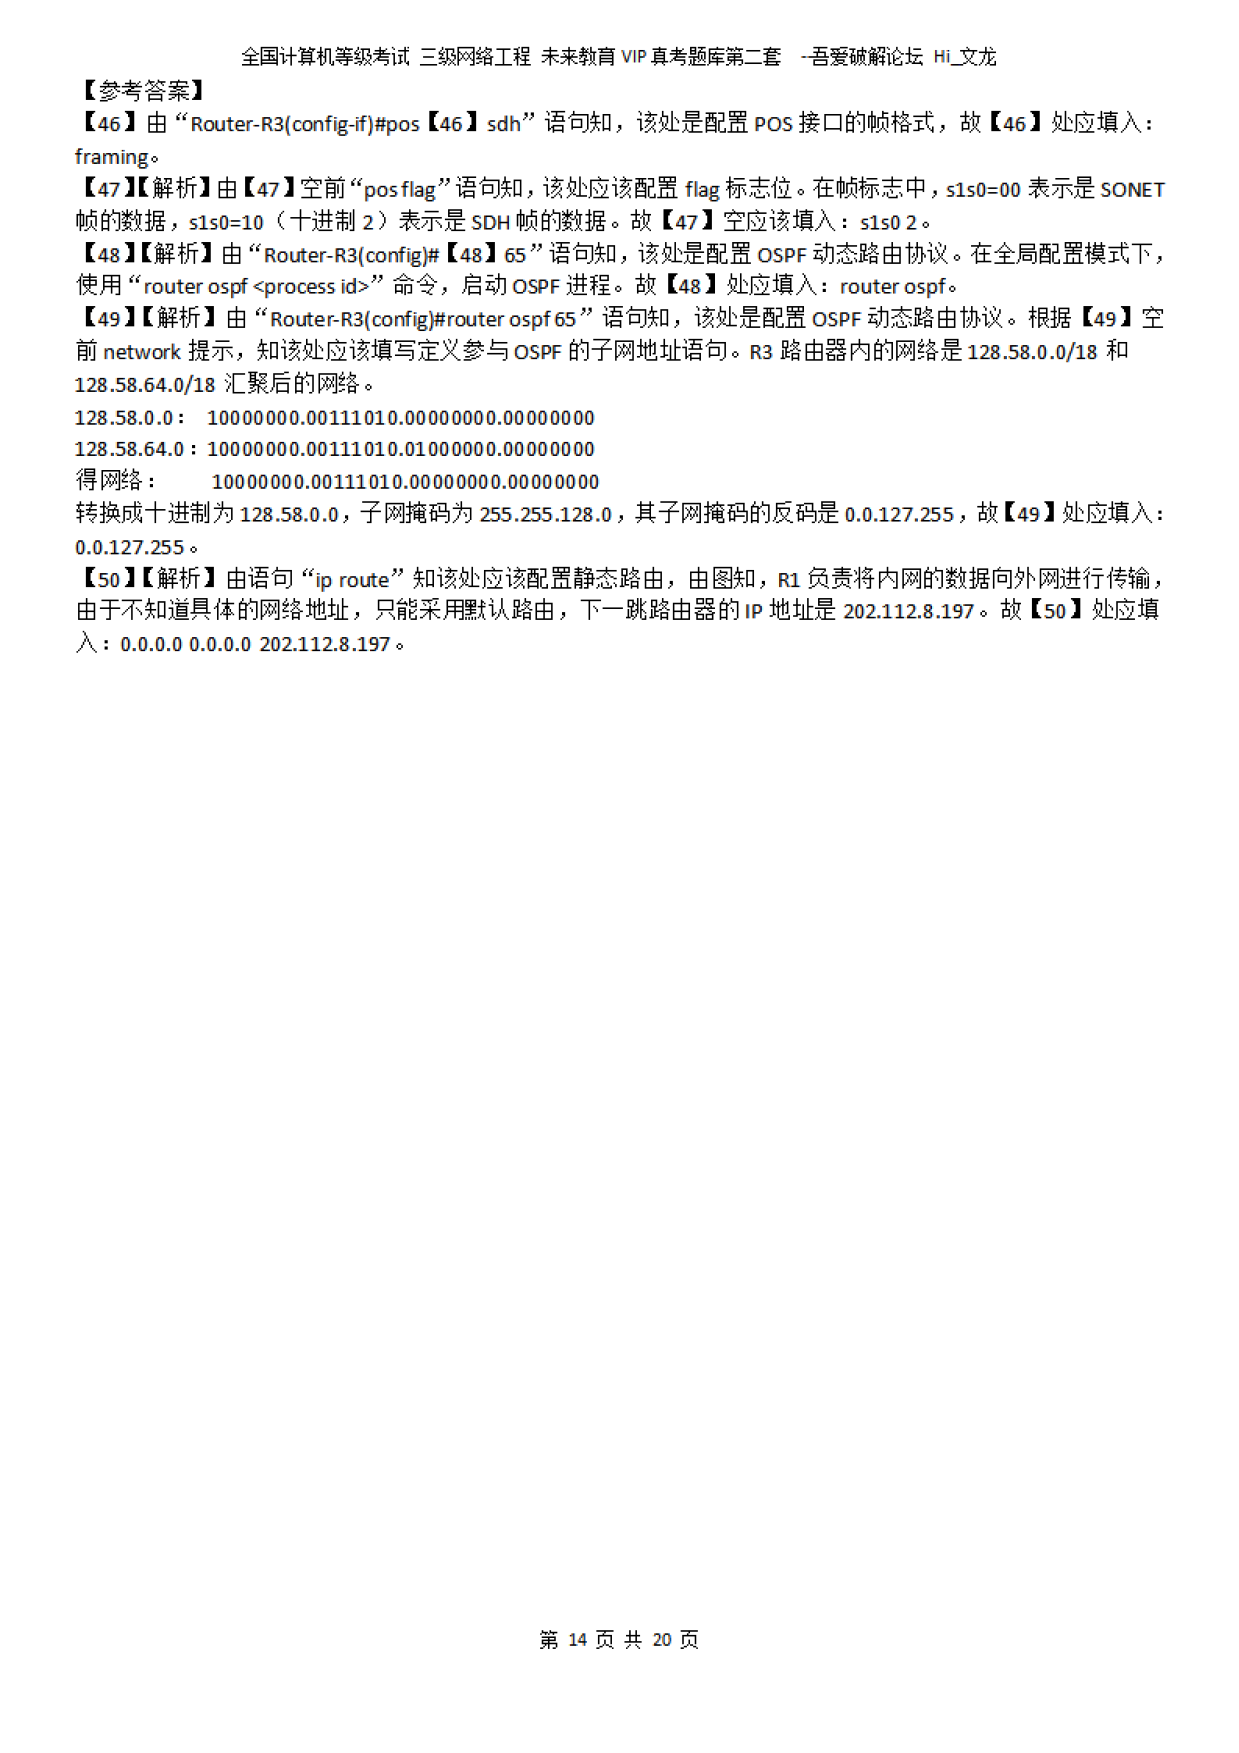 全国计算机等级考试 三级网络工程 未来教育 VIP 真考题库第二套 --吾爱破解论坛 Hi_文龙
【参考答案】
【46】由“Router-R3(config-if)#pos【46】sdh”语句知，该处是配置 POS 接口的帧格式，故【46】处应填入：
framing。
【47】【解析】由【47】空前“pos flag”语句知，该处应该配置 flag 标志位。在帧标志中，s1s0=00 表示是 SONET
帧的数据，s1s0=10（十进制 2）表示是 SDH 帧的数据。故【47】空应该填入：s1s0 2。
【48】【解析】由“Router-R3(config)#【48】65”语句知，该处是配置 OSPF 动态路由协议。在全局配置模式下，
使用“router ospf <process id>”命令，启动 OSPF 进程。故【48】处应填入：router ospf。
【49】【解析】由“Router-R3(config)#router ospf 65”语句知，该处是配置 OSPF 动态路由协议。根据【49】空
前 network 提示，知该处应该填写定义参与 OSPF 的子网地址语句。R3 路由器内的网络是 128.58.0.0/18 和
128.58.64.0/18 汇聚后的网络。
128.58.0.0： 10000000.00111010.00000000.00000000
128.58.64.0：10000000.00111010.01000000.00000000
得网络： 10000000.00111010.00000000.00000000
转换成十进制为 128.58.0.0，子网掩码为 255.255.128.0，其子网掩码的反码是 0.0.127.255，故【49】处应填入：
0.0.127.255。
【50】【解析】由语句“ip route”知该处应该配置静态路由，由图知，R1 负责将内网的数据向外网进行传输，
由于不知道具体的网络地址，只能采用默认路由，下一跳路由器的 IP 地址是 202.112.8.197。故【50】处应填
入：0.0.0.0 0.0.0.0 202.112.8.197。
第 14 页 共 20 页